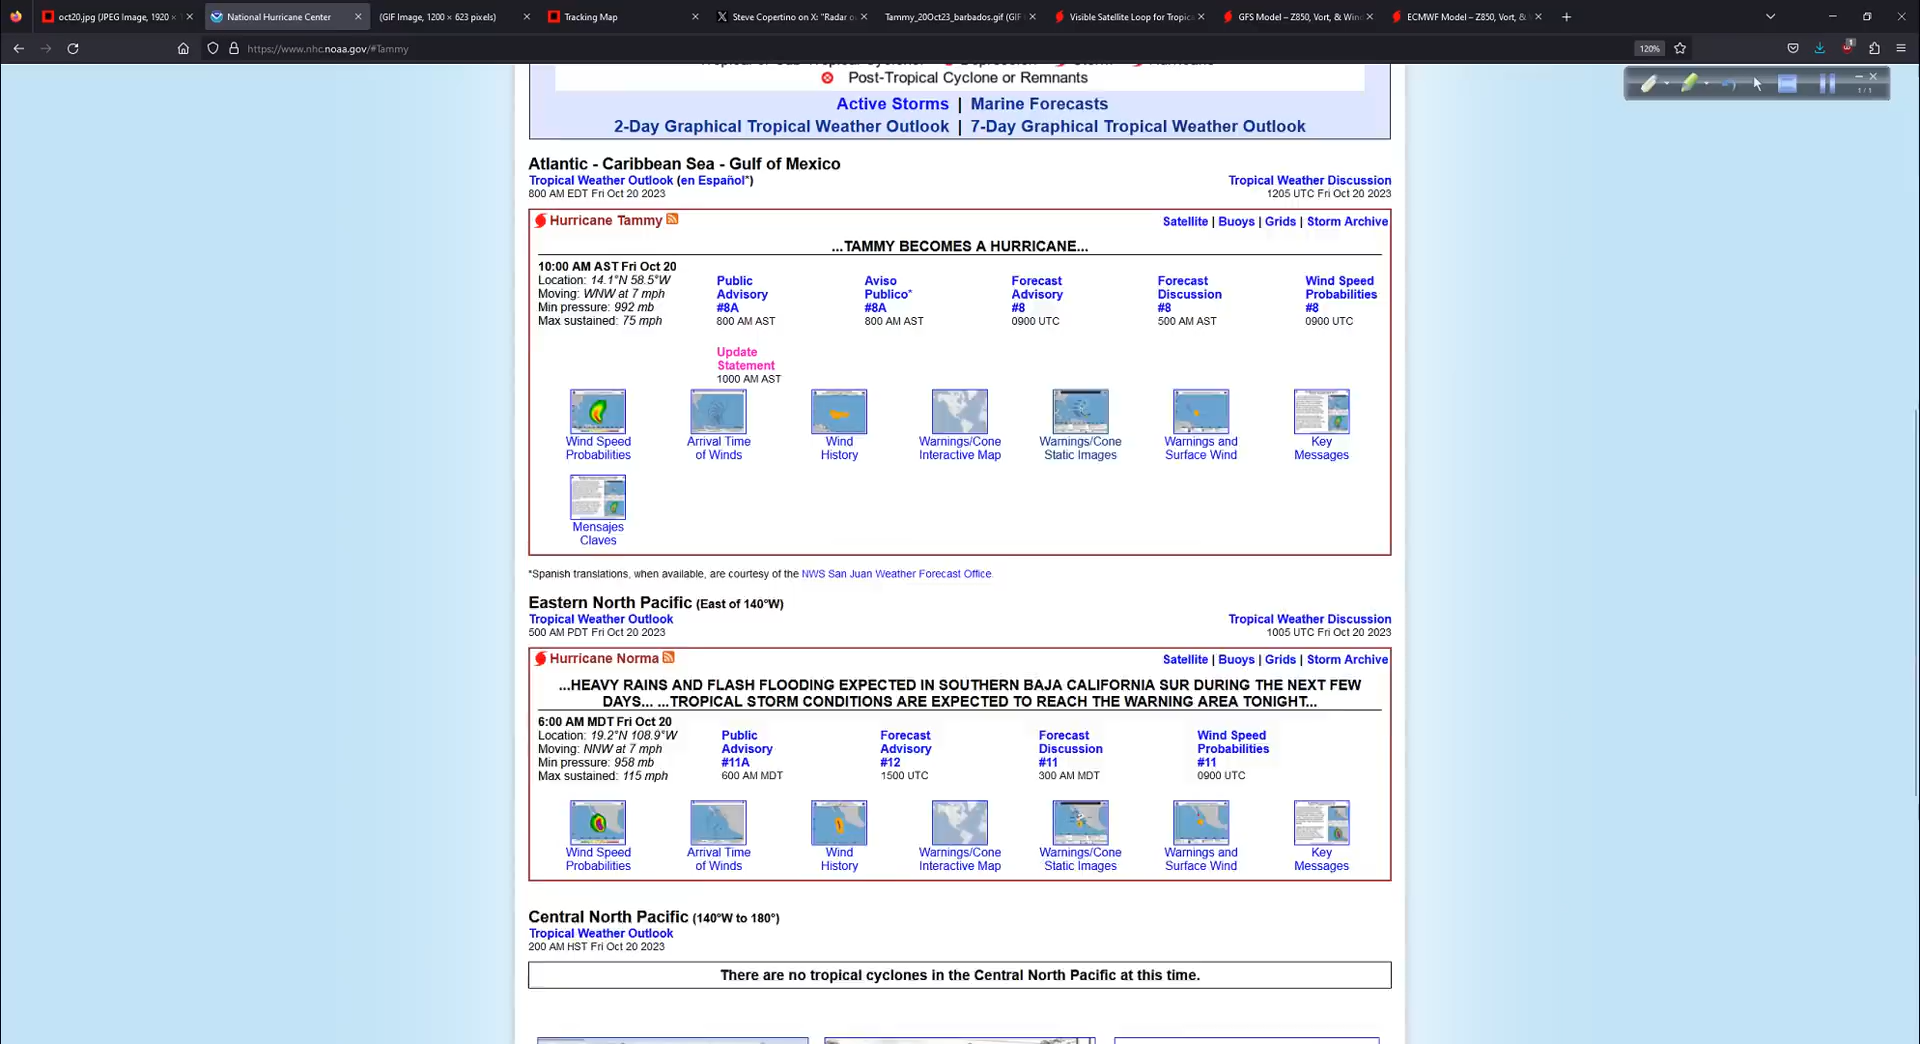 oct20.jpg (JPEG Image, 1920 ×
National Hurricane Center
(GIF Image, 1200 × 623 pixels)
Tracking Map
Steve Copertino on X: "Radar o
Tammy_20Oct23_barbados.gif (GIF
Visible Satellite Loop for Tropic
GFS Model – Z850, Vort, & Win
ECMWF Model – Z850, Vort, &
https://www.nhc.noaa.gov/#Tammy
120%
1
Post-Tropical Cyclone or Remnants
1 / 1
Active Storms | Marine Forecasts
2-Day Graphical Tropical Weather Outlook | 7-Day Graphical Tropical Weather Outlook
Atlantic - Caribbean Sea - Gulf of Mexico
Tropical Weather Outlook (en Español*)
Tropical Weather Discussion
800 AM EDT Fri Oct 20 2023
1205 UTC Fri Oct 20 2023
Hurricane Tammy
Satellite | Buoys | Grids | Storm Archive
...TAMMY BECOMES A HURRICANE...
10:00 AM AST Fri Oct 20
Location: 14.1°N 58.5°W
Moving: WNW at 7 mph
Min pressure: 992 mb
Max sustained: 75 mph
Public
Advisory
#8A
800 AM AST
Aviso
Publico*
#8A
800 AM AST
Forecast
Advisory
#8
0900 UTC
Forecast
Discussion
#8
500 AM AST
Wind Speed
Probabilities
#8
0900 UTC
Update
Statement
1000 AM AST
Wind Speed
Probabilities
Arrival Time
of Winds
Wind
History
Warnings/Cone
Interactive Map
Warnings/Cone
Static Images
Warnings and
Surface Wind
Key
Messages
Mensajes
Claves
*Spanish translations, when available, are courtesy of the NWS San Juan Weather Forecast Office.
Eastern North Pacific (East of 140°W)
Tropical Weather Outlook
Tropical Weather Discussion
500 AM PDT Fri Oct 20 2023
1005 UTC Fri Oct 20 2023
Hurricane Norma
Satellite | Buoys | Grids | Storm Archive
...HEAVY RAINS AND FLASH FLOODING EXPECTED IN SOUTHERN BAJA CALIFORNIA SUR DURING THE NEXT FEW
DAYS... ...TROPICAL STORM CONDITIONS ARE EXPECTED TO REACH THE WARNING AREA TONIGHT...
6:00 AM MDT Fri Oct 20
Location: 19.2°N 108.9°W
Moving: NNW at 7 mph
Min pressure: 958 mb
Max sustained: 115 mph
Public
Advisory
#11A
600 AM MDT
Forecast
Advisory
#12
1500 UTC
Forecast
Discussion
#11
300 AM MDT
Wind Speed
Probabilities
#11
0900 UTC
Wind Speed
Probabilities
Arrival Time
of Winds
Wind
History
Warnings/Cone
Interactive Map
Warnings/Cone
Static Images
Warnings and
Surface Wind
Key
Messages
Central North Pacific (140°W to 180°)
Tropical Weather Outlook
200 AM HST Fri Oct 20 2023
There are no tropical cyclones in the Central North Pacific at this time.